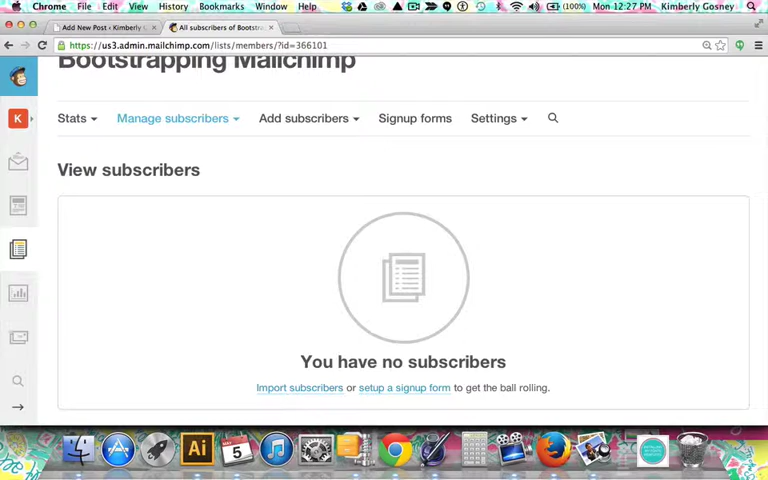 Chrome File Edit View History Bookmarks Window Help (100%) Mon 12:27 PM Kimberly Gosney
Add New Post ‹ Kimberly G × All subscribers of Bootstra ×
https://us3.admin.mailchimp.com/lists/members/?id=366101
Bootstrapping Mailchimp
K Stats Manage subscribers Add subscribers Signup forms Settings
View subscribers
You have no subscribers
Import subscribers or setup a signup form to get the ball rolling.
Ai 5